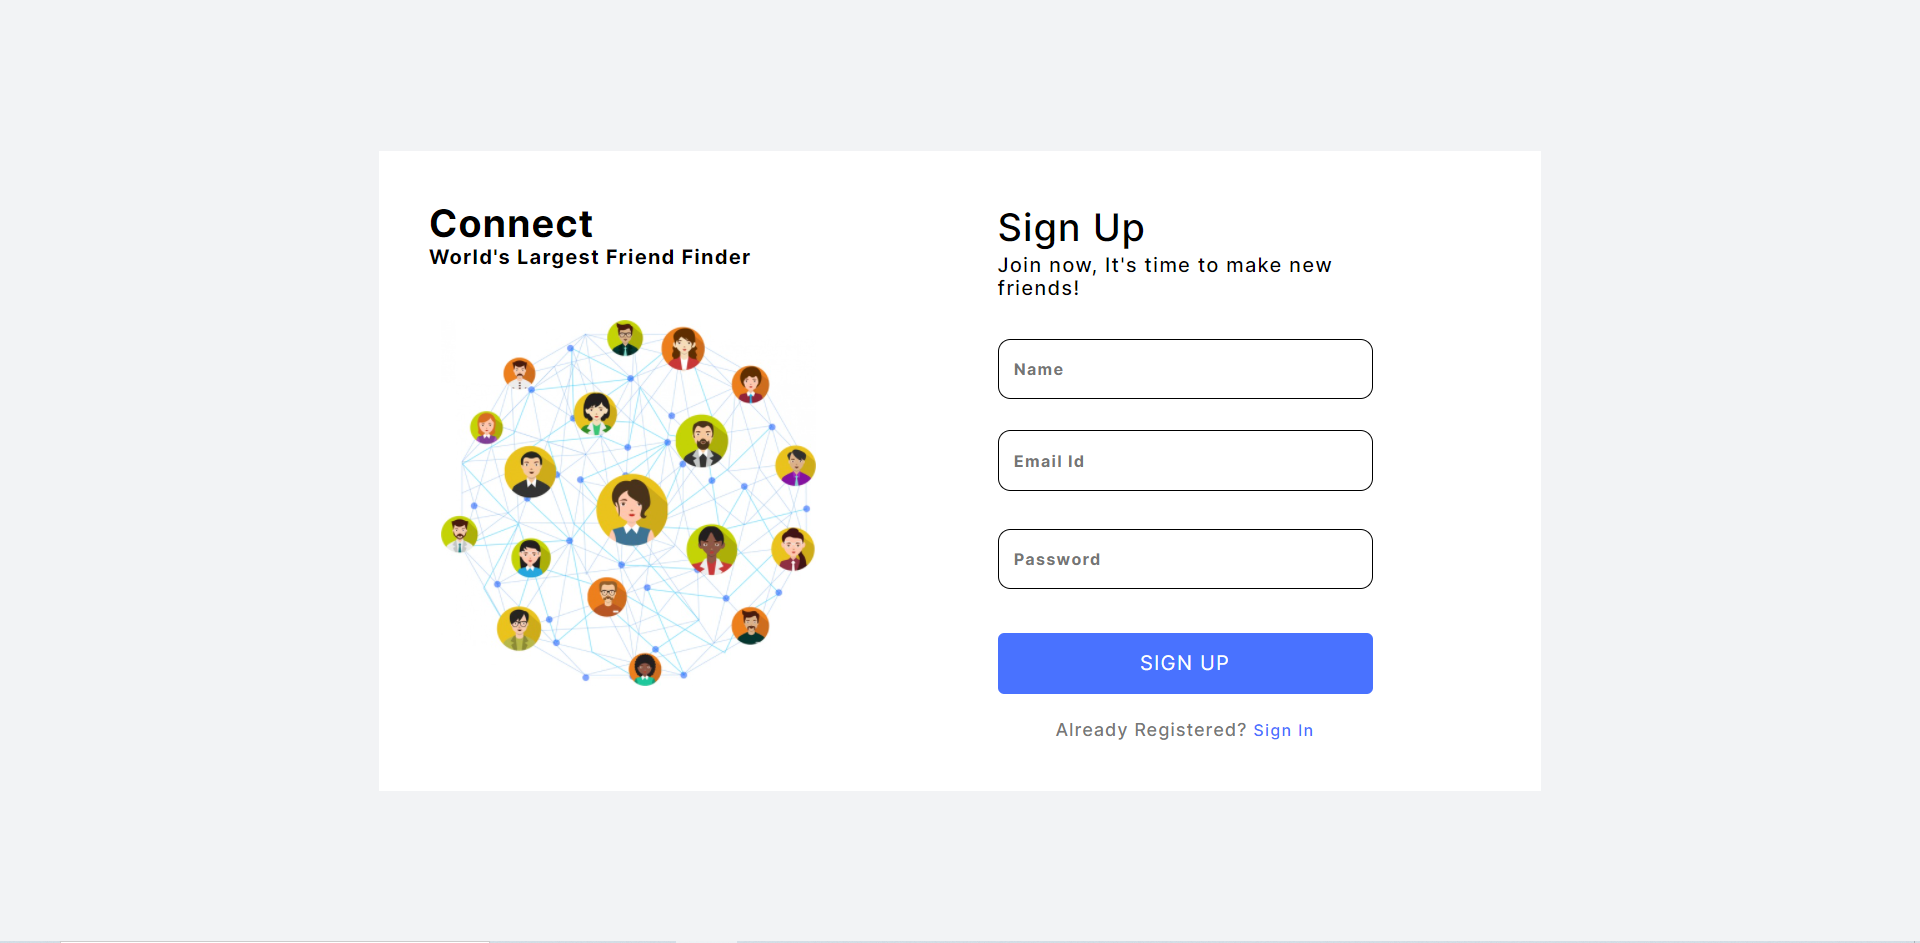 Connect
World's Largest Friend Finder
Sign Up
Join now, It's time to make new
friends!
Name
Email Id
Password
SIGN UP
Already Registered? Sign In